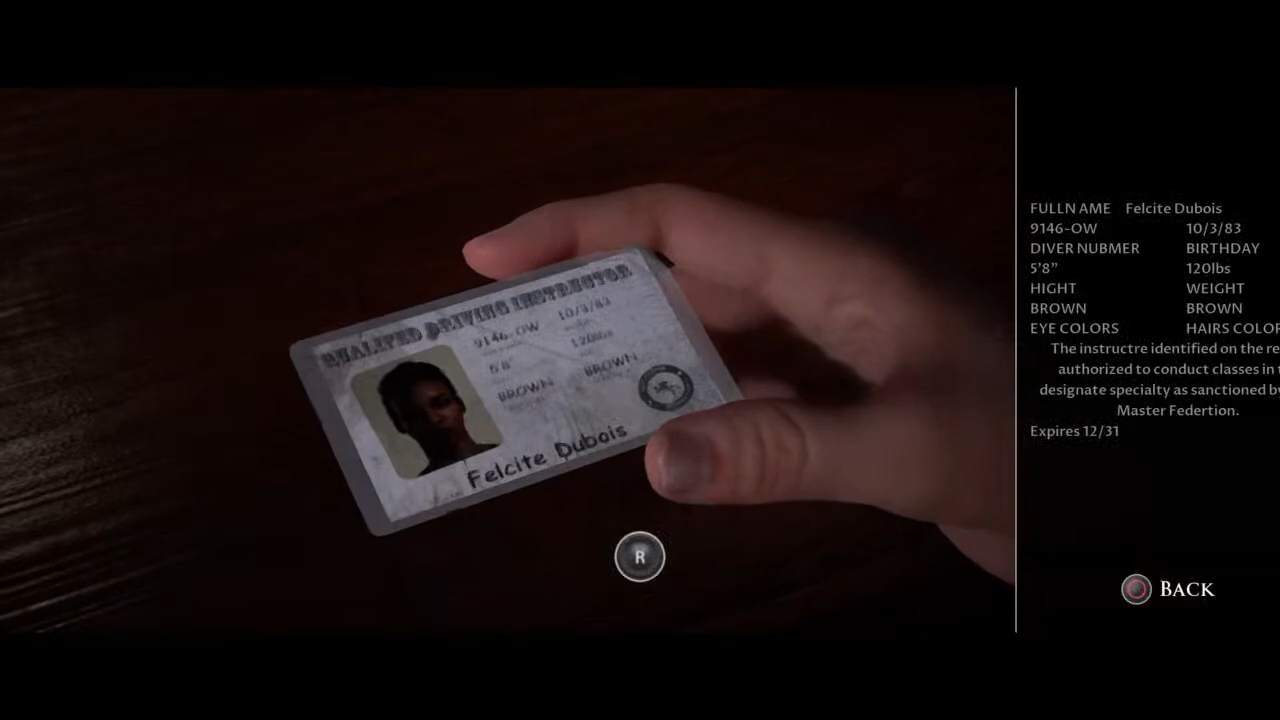 QUALIFED DRIVING INSTRUCTOR
9146-OW 10/3/83
5'8" 120lbs
BROWN BROWN
Felcite Dubois
R
FULLN AME Felcite Dubois
9146-OW 10/3/83
DIVER NUBMER BIRTHDAY
5'8" 120lbs
HIGHT WEIGHT
BROWN BROWN
EYE COLORS HAIRS COLOR
The instructre identified on the re
authorized to conduct classes in t
designate specialty as sanctioned by
Master Federtion.
Expires 12/31
BACK